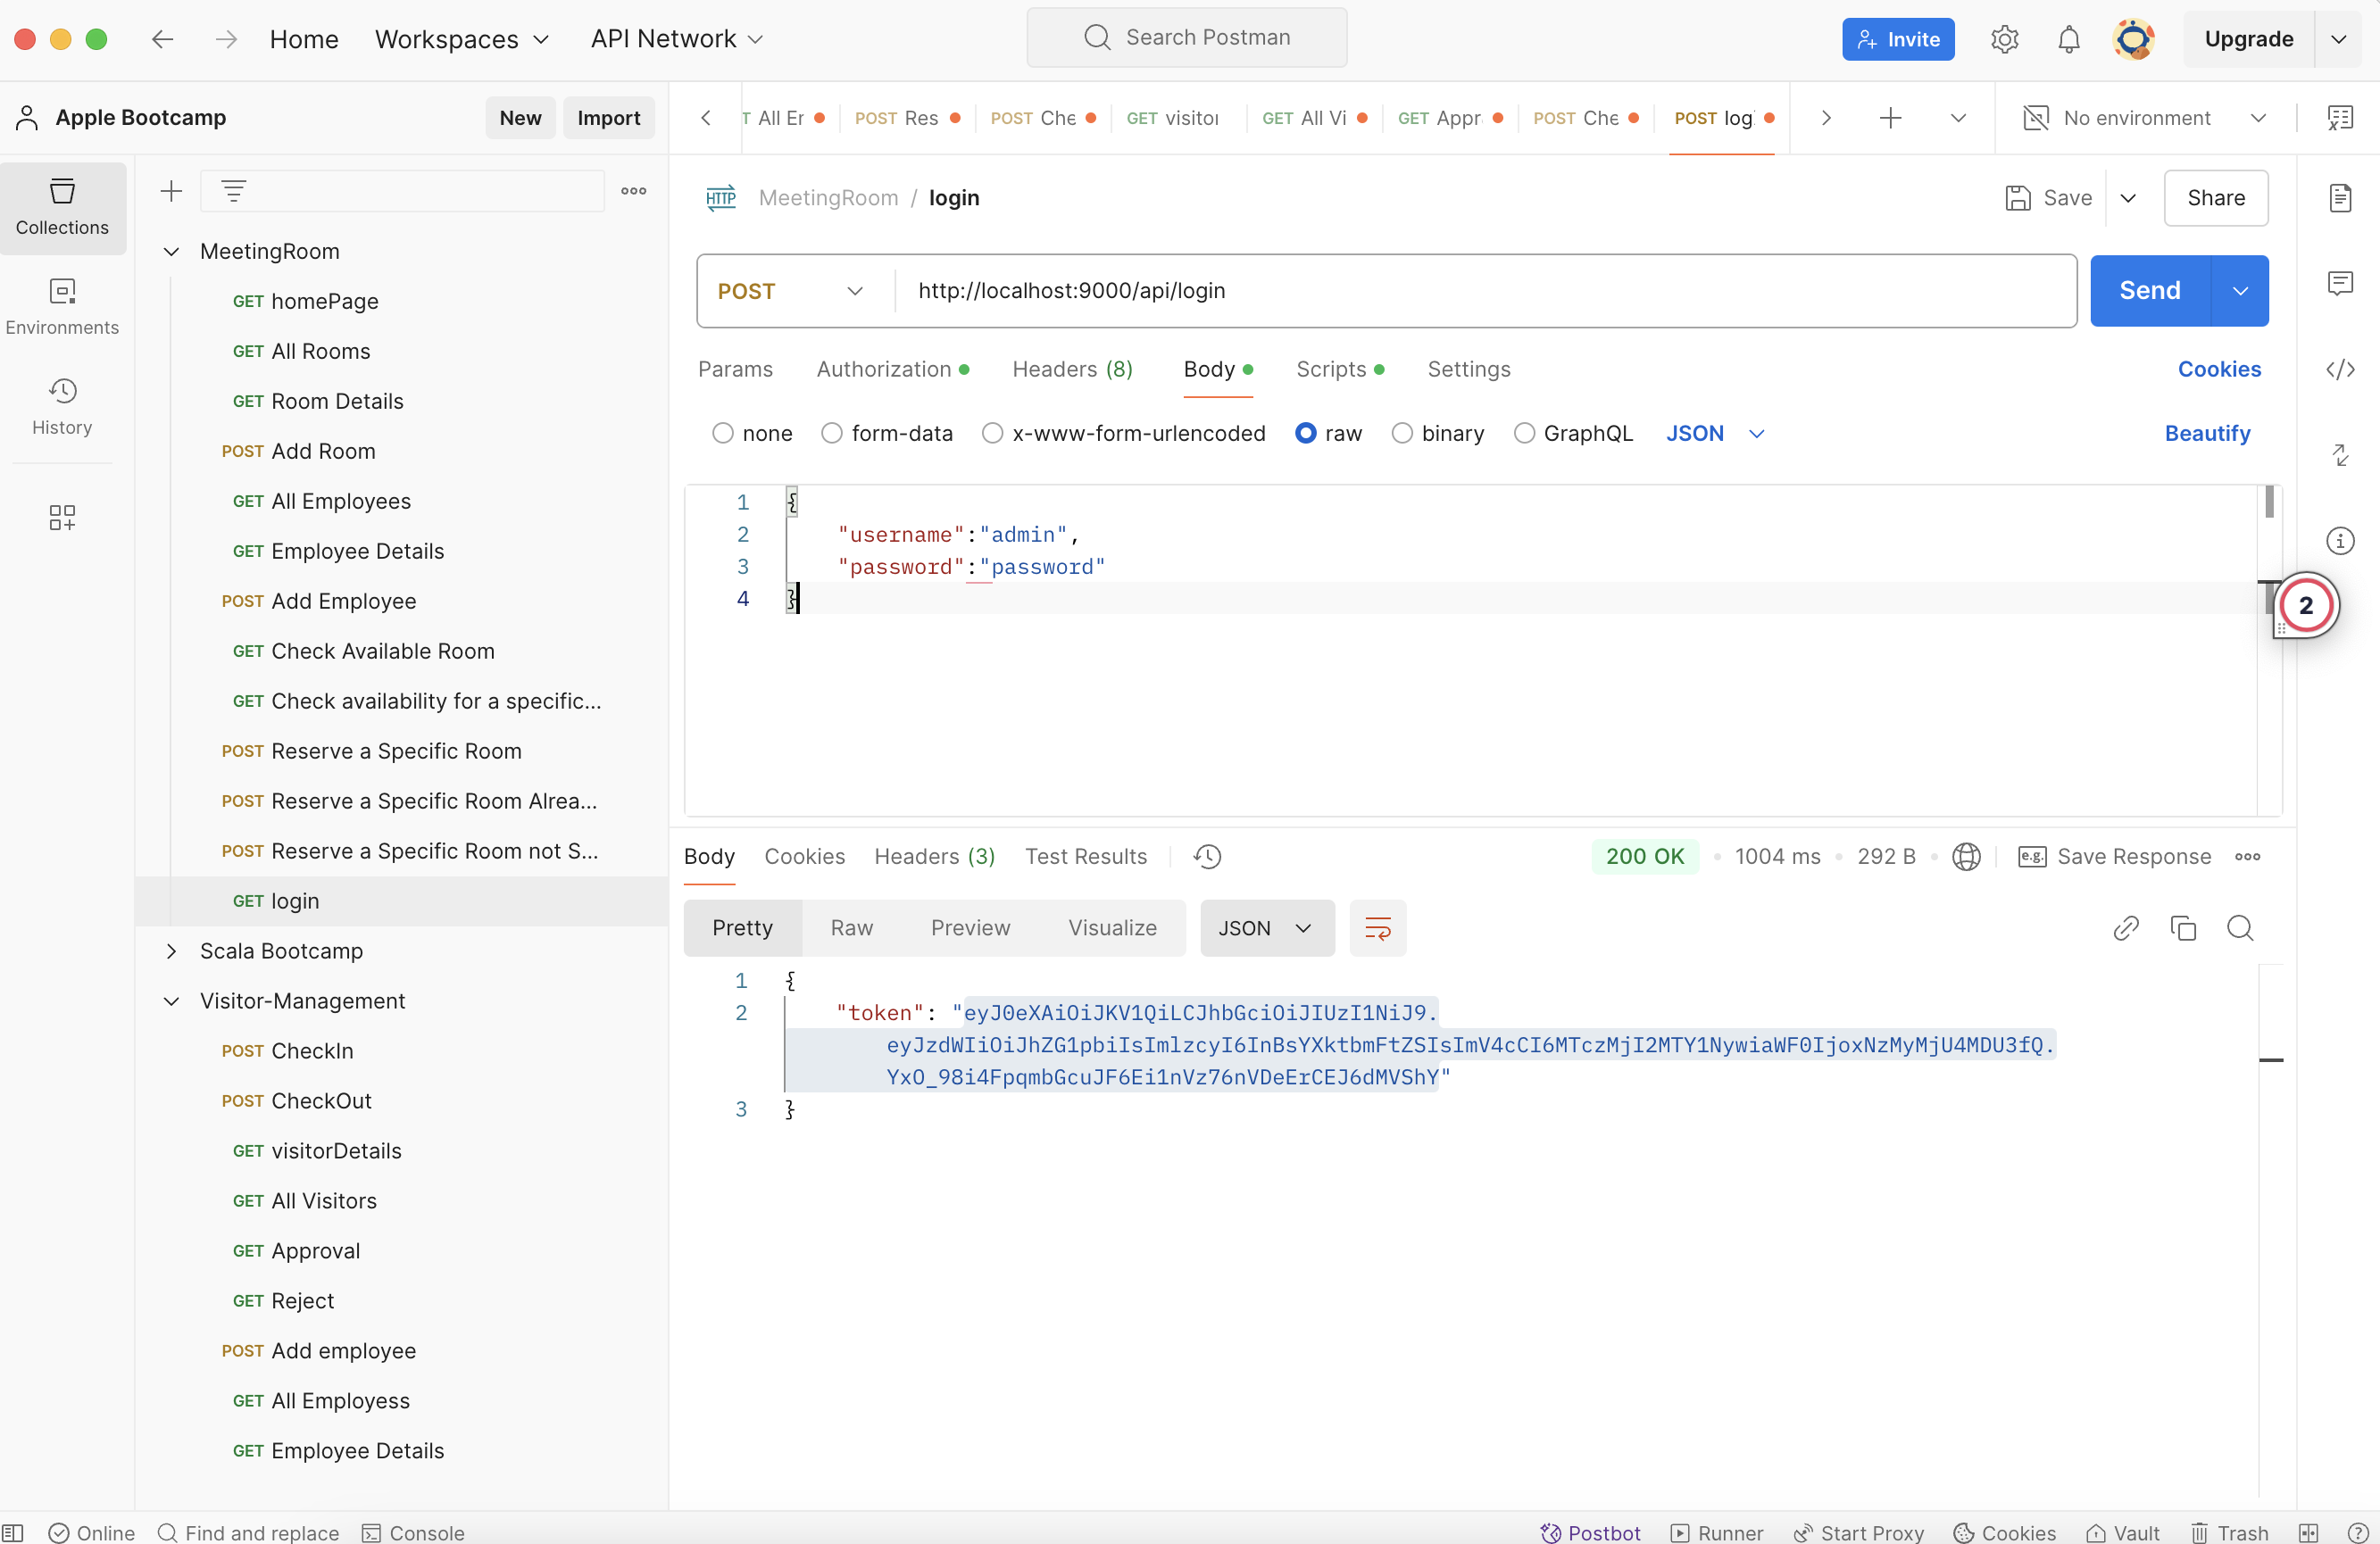 Home Workspaces API Network Search Postman Invite Upgrade
Apple Bootcamp New Import
T All Er POST Res POST Che GET visitor GET All Vi GET Appr POST Che POST log No environment
Collections
Environments
History
MeetingRoom
GET homePage
GET All Rooms
GET Room Details
POST Add Room
GET All Employees
GET Employee Details
POST Add Employee
GET Check Available Room
GET Check availability for a specific...
POST Reserve a Specific Room
POST Reserve a Specific Room Alrea...
POST Reserve a Specific Room not S...
GET login
Scala Bootcamp
Visitor-Management
POST CheckIn
POST CheckOut
GET visitorDetails
GET All Visitors
GET Approval
GET Reject
POST Add employee
GET All Employess
GET Employee Details
HTTP MeetingRoom / login Save Share
POST http://localhost:9000/api/login Send
Params Authorization Headers (8) Body Scripts Settings Cookies
none form-data x-www-form-urlencoded raw binary GraphQL JSON Beautify
1 {
2 "username":"admin",
3 "password":"password"
4 }
2
Body Cookies Headers (3) Test Results 200 OK 1004 ms 292 B e.g. Save Response
Pretty Raw Preview Visualize JSON
1 {
2 "token": "eyJ0eXAiOiJKV1QiLCJhbGciOiJIUzI1NiJ9.
eyJzdWIiOiJhZG1pbiIsImlzcyI6InBsYXktbmFtZSIsImV4cCI6MTczMjI2MTY1NywiaWF0IjoxNzMyMjU4MDU3fQ.
YxO_98i4FpqmbGcuJF6Ei1nVz76nVDeErCEJ6dMVShY"
3 }
Online Find and replace Console Postbot Runner Start Proxy Cookies Vault Trash